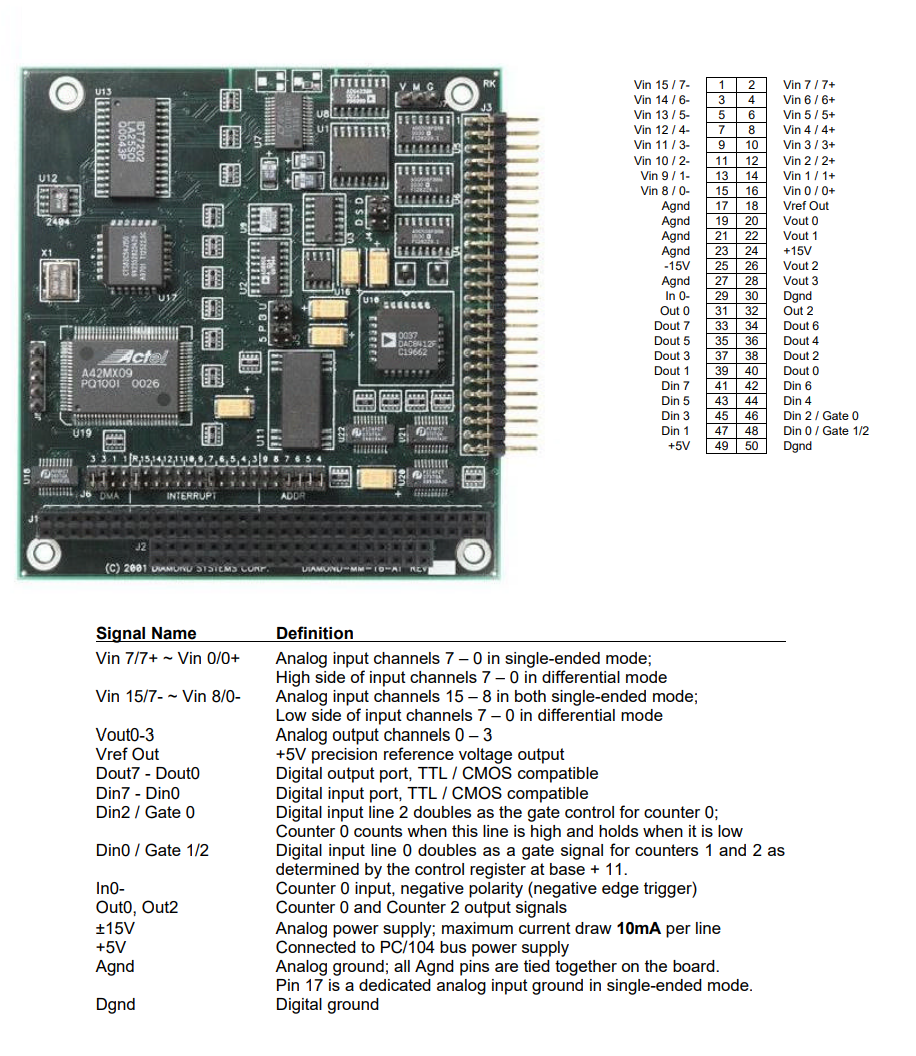 U13
IDT7202
LA25SOI
Q0043P
U7
U8
U1
V M G
RK
J3
1
U12
2404
X1
U17
U9
U2
D S D
J4
U16
U10
0037
DAC8412F
C19662
5 P B U
J5
Actel
A42MX09
PQ100I 0026
U19
U11
U22
U21
U18
U20
3 3 1 1 R 15 14 12 11 10 9 7 6 5 4 3 9 8 7 6 5 4
J6 DMA INTERRUPT ADDR
J1
J2
(C) 2001 DIAMOND SYSTEMS CORP. DIAMOND-MM-16-AT REV
Vin 15 / 7- 1 2 Vin 7 / 7+
Vin 14 / 6- 3 4 Vin 6 / 6+
Vin 13 / 5- 5 6 Vin 5 / 5+
Vin 12 / 4- 7 8 Vin 4 / 4+
Vin 11 / 3- 9 10 Vin 3 / 3+
Vin 10 / 2- 11 12 Vin 2 / 2+
Vin 9 / 1- 13 14 Vin 1 / 1+
Vin 8 / 0- 15 16 Vin 0 / 0+
Agnd 17 18 Vref Out
Agnd 19 20 Vout 0
Agnd 21 22 Vout 1
Agnd 23 24 +15V
-15V 25 26 Vout 2
Agnd 27 28 Vout 3
In 0- 29 30 Dgnd
Out 0 31 32 Out 2
Dout 7 33 34 Dout 6
Dout 5 35 36 Dout 4
Dout 3 37 38 Dout 2
Dout 1 39 40 Dout 0
Din 7 41 42 Din 6
Din 5 43 44 Din 4
Din 3 45 46 Din 2 / Gate 0
Din 1 47 48 Din 0 / Gate 1/2
+5V 49 50 Dgnd
Signal Name Definition
Vin 7/7+ ~ Vin 0/0+ Analog input channels 7 – 0 in single-ended mode;
High side of input channels 7 – 0 in differential mode
Vin 15/7- ~ Vin 8/0- Analog input channels 15 – 8 in both single-ended mode;
Low side of input channels 7 – 0 in differential mode
Vout0-3 Analog output channels 0 – 3
Vref Out +5V precision reference voltage output
Dout7 - Dout0 Digital output port, TTL / CMOS compatible
Din7 - Din0 Digital input port, TTL / CMOS compatible
Din2 / Gate 0 Digital input line 2 doubles as the gate control for counter 0;
Counter 0 counts when this line is high and holds when it is low
Din0 / Gate 1/2 Digital input line 0 doubles as a gate signal for counters 1 and 2 as
determined by the control register at base + 11.
In0- Counter 0 input, negative polarity (negative edge trigger)
Out0, Out2 Counter 0 and Counter 2 output signals
±15V Analog power supply; maximum current draw 10mA per line
+5V Connected to PC/104 bus power supply
Agnd Analog ground; all Agnd pins are tied together on the board.
Pin 17 is a dedicated analog input ground in single-ended mode.
Dgnd Digital ground